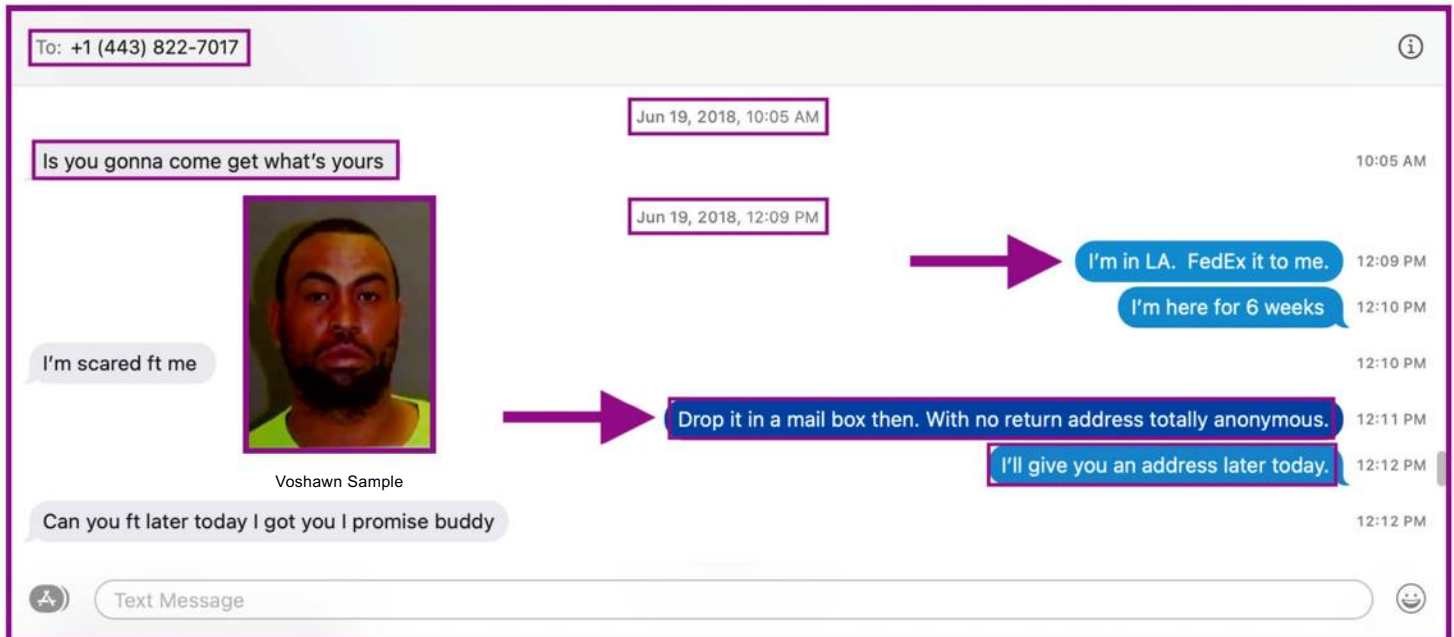 To: +1 (443) 822-7017
Jun 19, 2018, 10:05 AM
Is you gonna come get what's yours
10:05 AM
Jun 19, 2018, 12:09 PM
I'm in LA.  FedEx it to me.
12:09 PM
I'm here for 6 weeks
12:10 PM
I'm scared ft me
12:10 PM
Drop it in a mail box then. With no return address totally anonymous.
12:11 PM
I'll give you an address later today.
12:12 PM
Voshawn Sample
Can you ft later today I got you I promise buddy
12:12 PM
Text Message